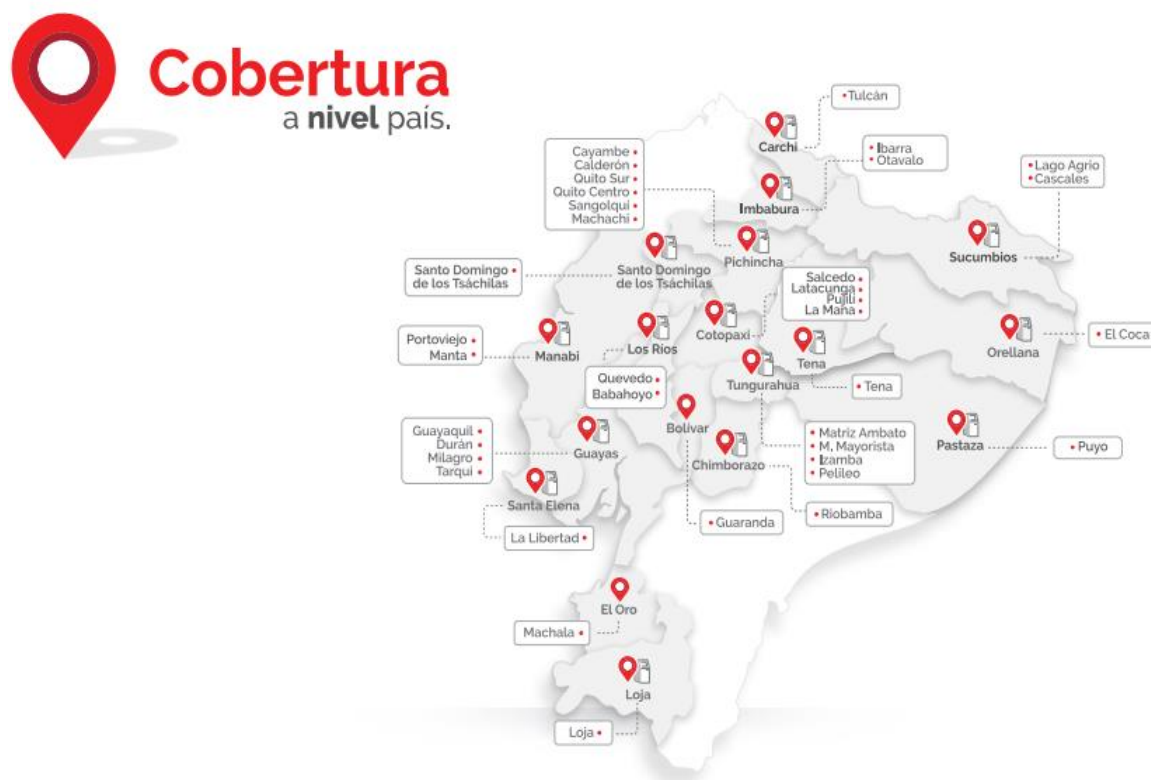 Cobertura
a nivel país.
Tulcán
Carchi
Ibarra
Otavalo
Imbabura
Lago Agrio
Cascales
Sucumbios
Cayambe
Calderón
Quito Sur
Quito Centro
Sangolqui
Machachi
Pichincha
Santo Domingo
de los Tsáchilas
Santo Domingo
de los Tsáchilas
Salcedo
Latacunga
Pujilí
La Maná
Cotopaxi
Portoviejo
Manta
Manabi
Los Ríos
Quevedo
Babahoyo
Tena
Tena
Orellana
El Coca
Tungurahua
Matriz Ambato
M. Mayorista
Izamba
Pelileo
Pastaza
Puyo
Guayaquil
Durán
Milagro
Tarqui
Guayas
Bolívar
Guaranda
Chimborazo
Riobamba
Santa Elena
La Libertad
El Oro
Machala
Loja
Loja